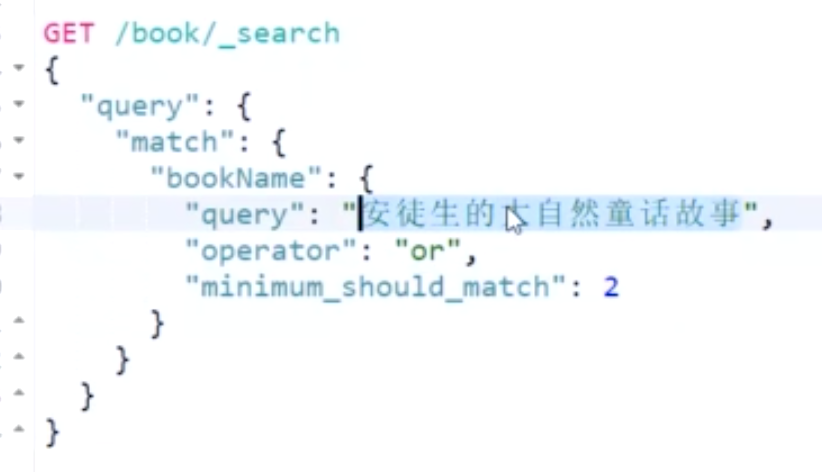 GET /book/_search
{
"query": {
"match": {
"bookName": {
"query": "安徒生的大自然童话故事",
"operator": "or",
"minimum_should_match": 2
}
}
}
}